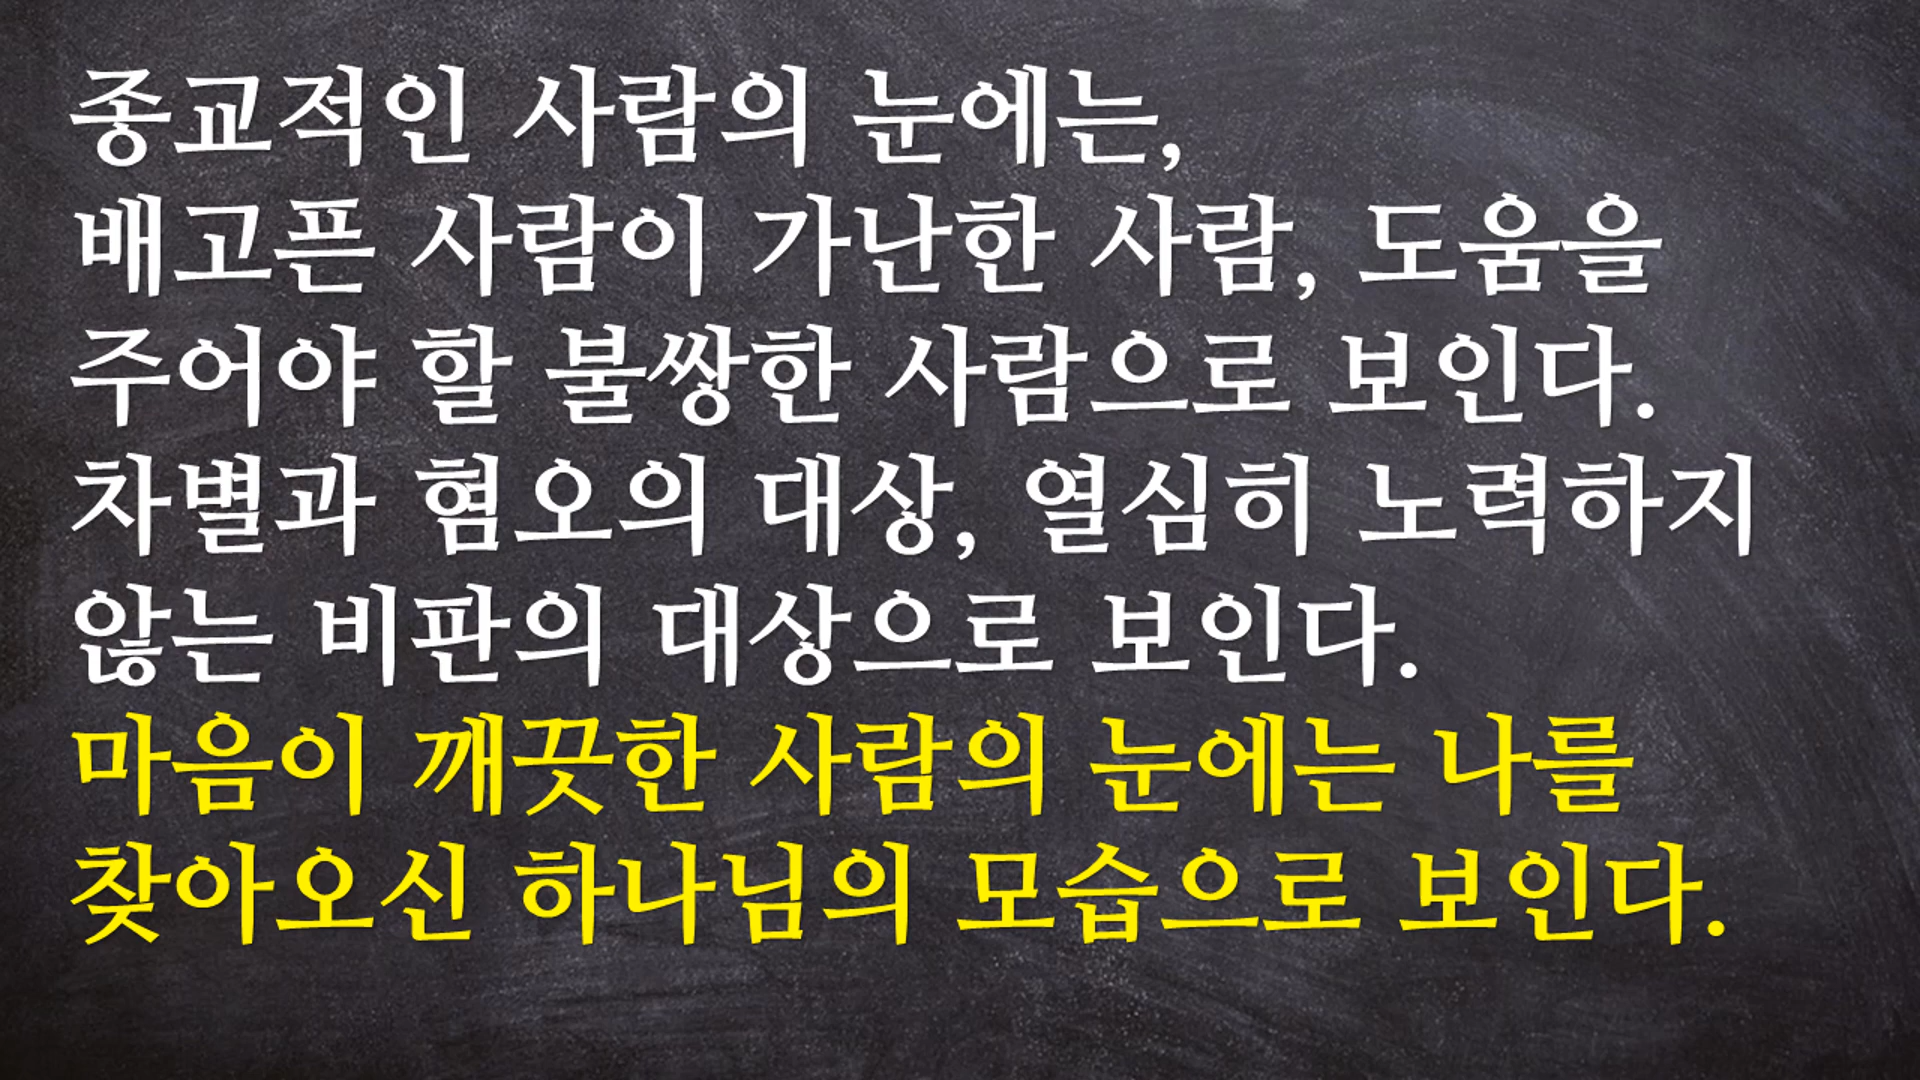 종교적인 사람의 눈에는,
배고픈 사람이 가난한 사람, 도움을
주어야 할 불쌍한 사람으로 보인다.
차별과 혐오의 대상, 열심히 노력하지
않는 비판의 대상으로 보인다.
마음이 깨끗한 사람의 눈에는 나를
찾아오신 하나님의 모습으로 보인다.